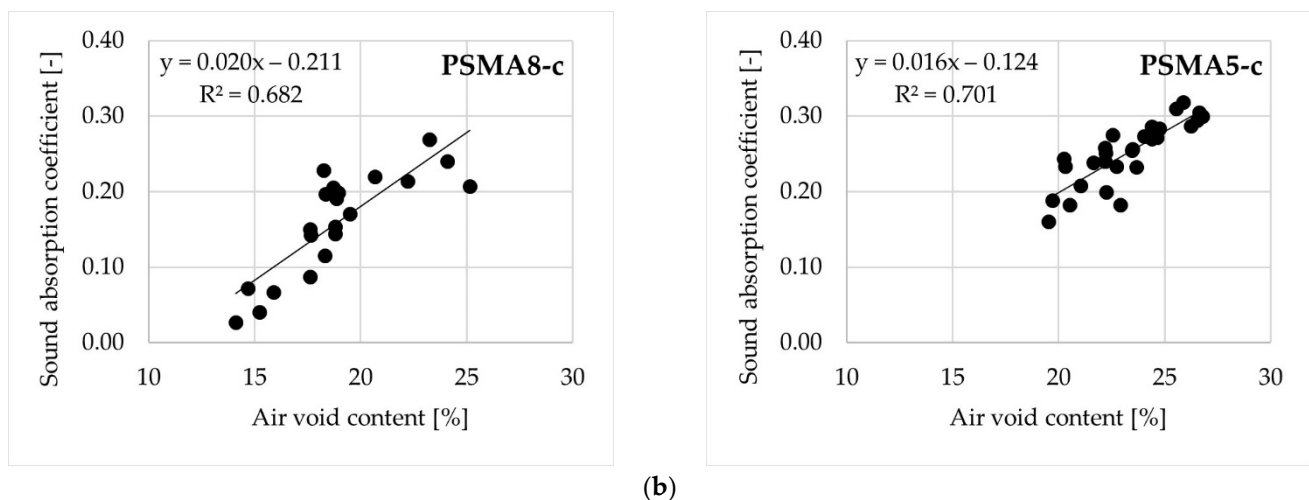 0.40
y = 0.020x – 0.211
R² = 0.682
PSMA8-c
0.30
0.20
0.10
0.00
10 15 20 25 30
Sound absorption coefficient [-]
Air void content [%]
0.40
y = 0.016x – 0.124
R² = 0.701
PSMA5-c
0.30
0.20
0.10
0.00
10 15 20 25 30
Sound absorption coefficient [-]
Air void content [%]
(b)